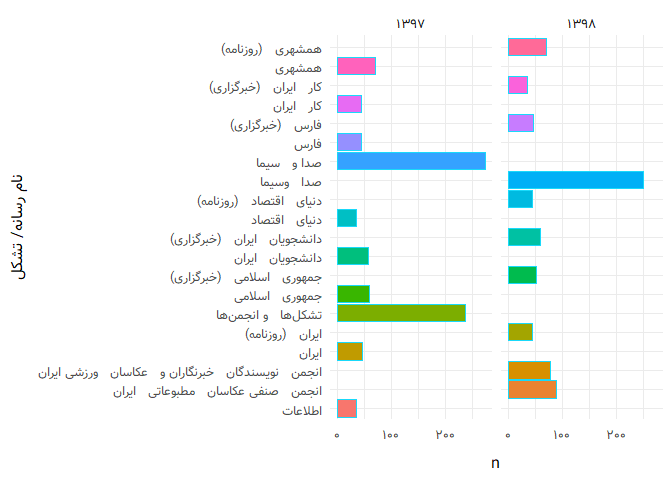 ۱۳۹۷
۱۳۹۸
همشهری (روزنامه)
همشهری
کار ایران (خبرگزاری)
کار ایران
فارس (خبرگزاری)
فارس
صدا و سیما
صدا وسیما
دنیای اقتصاد (روزنامه)
دنیای اقتصاد
دانشجویان ایران (خبرگزاری)
دانشجویان ایران
جمهوری اسلامی (خبرگزاری)
جمهوری اسلامی
تشکل‌ها و انجمن‌ها
ایران (روزنامه)
ایران
انجمن نویسندگان خبرنگاران و عکاسان ورزشی ایران
انجمن صنفی عکاسان مطبوعاتی ایران
اطلاعات
نام رسانه/ تشکل
۰ ۱۰۰ ۲۰۰
۰ ۱۰۰ ۲۰۰
n